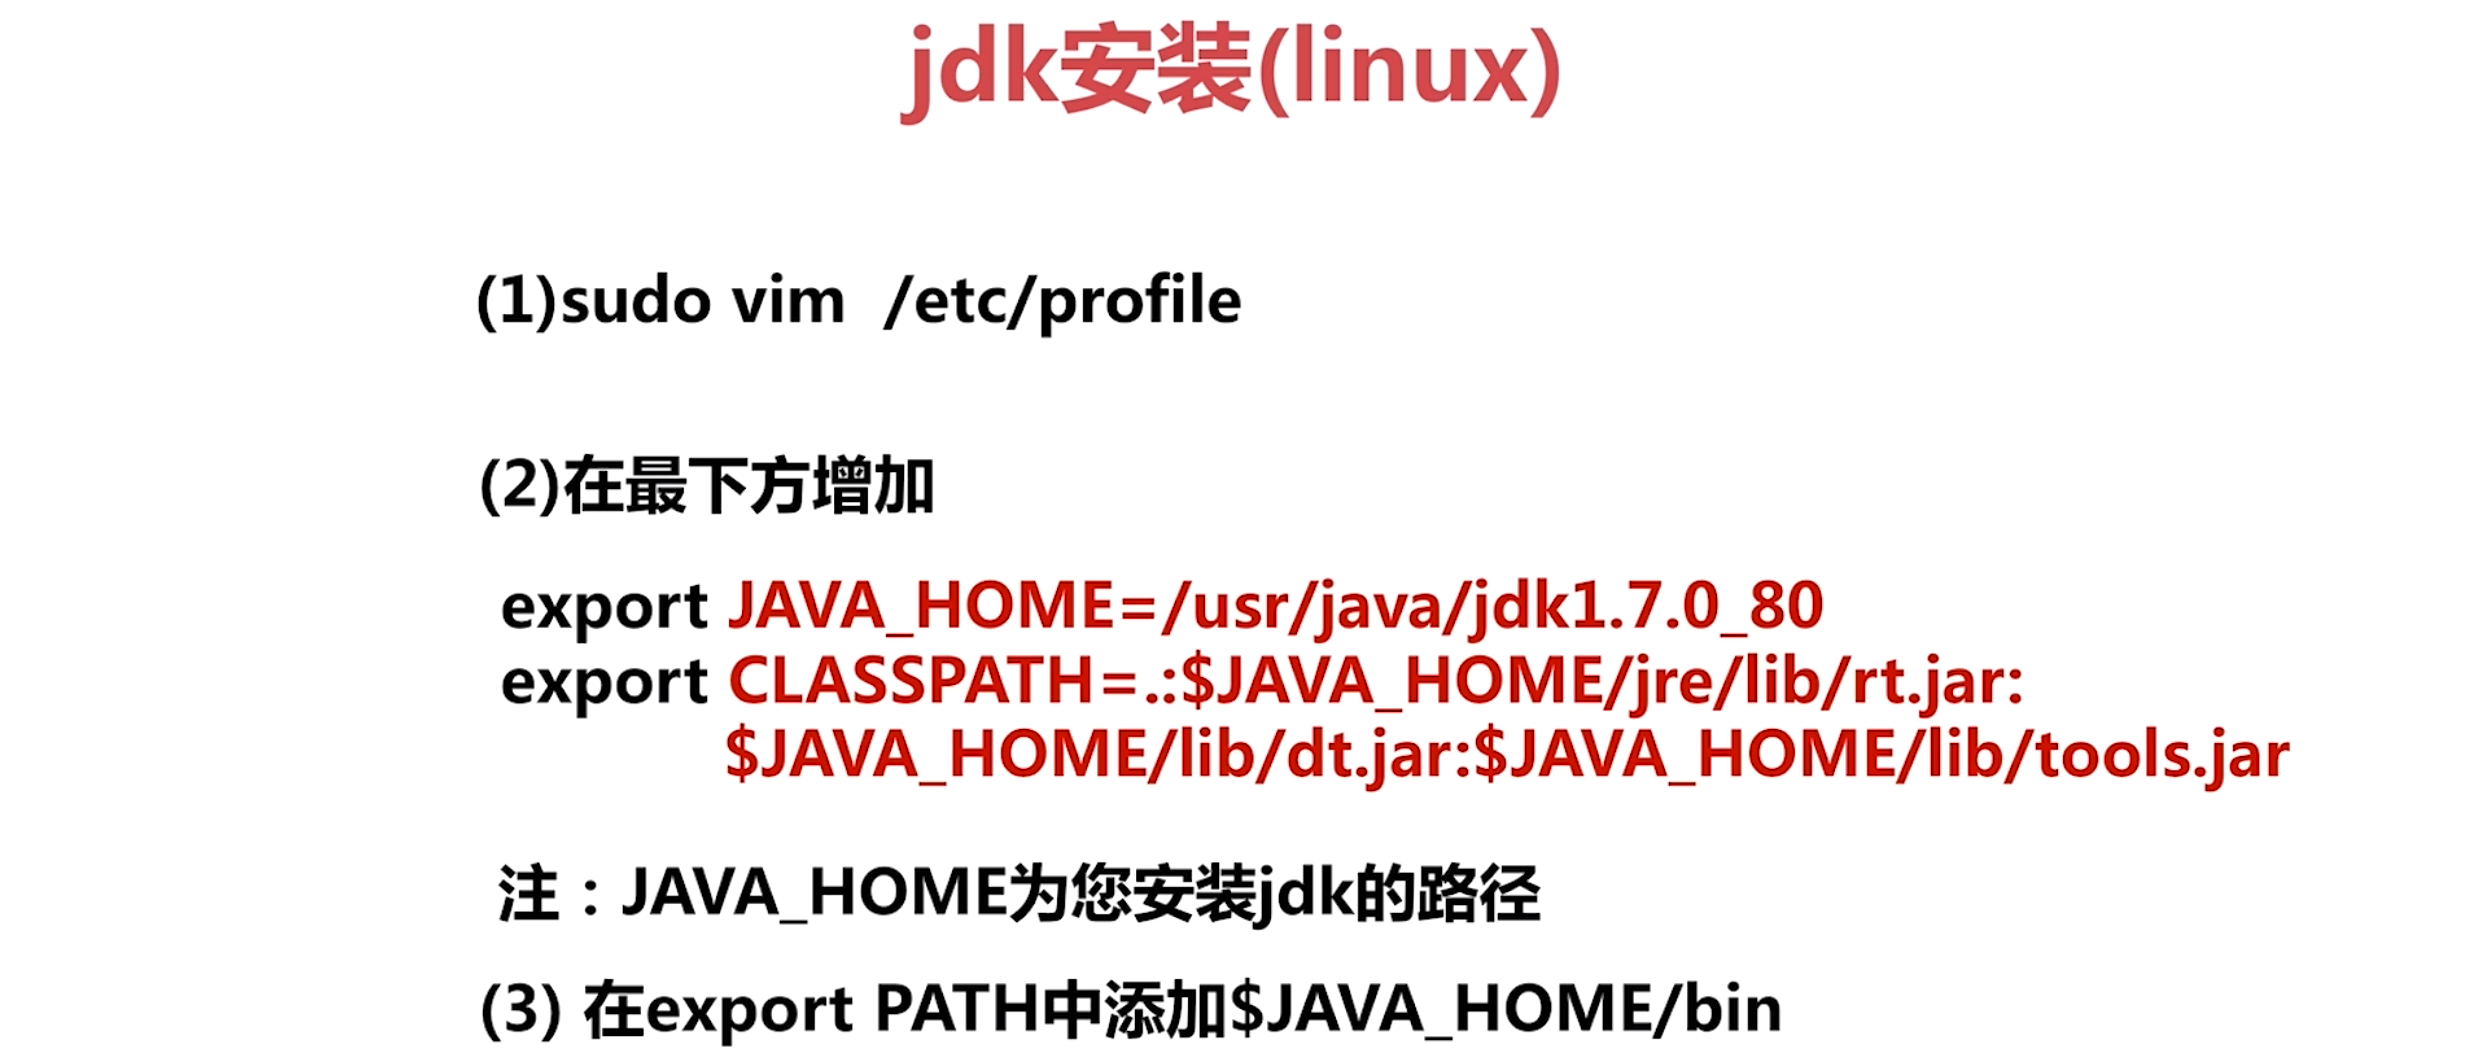 jdk安装(linux)
(1)sudo vim  /etc/profile
(2)在最下方增加
export JAVA_HOME=/usr/java/jdk1.7.0_80
export CLASSPATH=.:$JAVA_HOME/jre/lib/rt.jar:
$JAVA_HOME/lib/dt.jar:$JAVA_HOME/lib/tools.jar
注：JAVA_HOME为您安装jdk的路径
(3) 在export PATH中添加$JAVA_HOME/bin